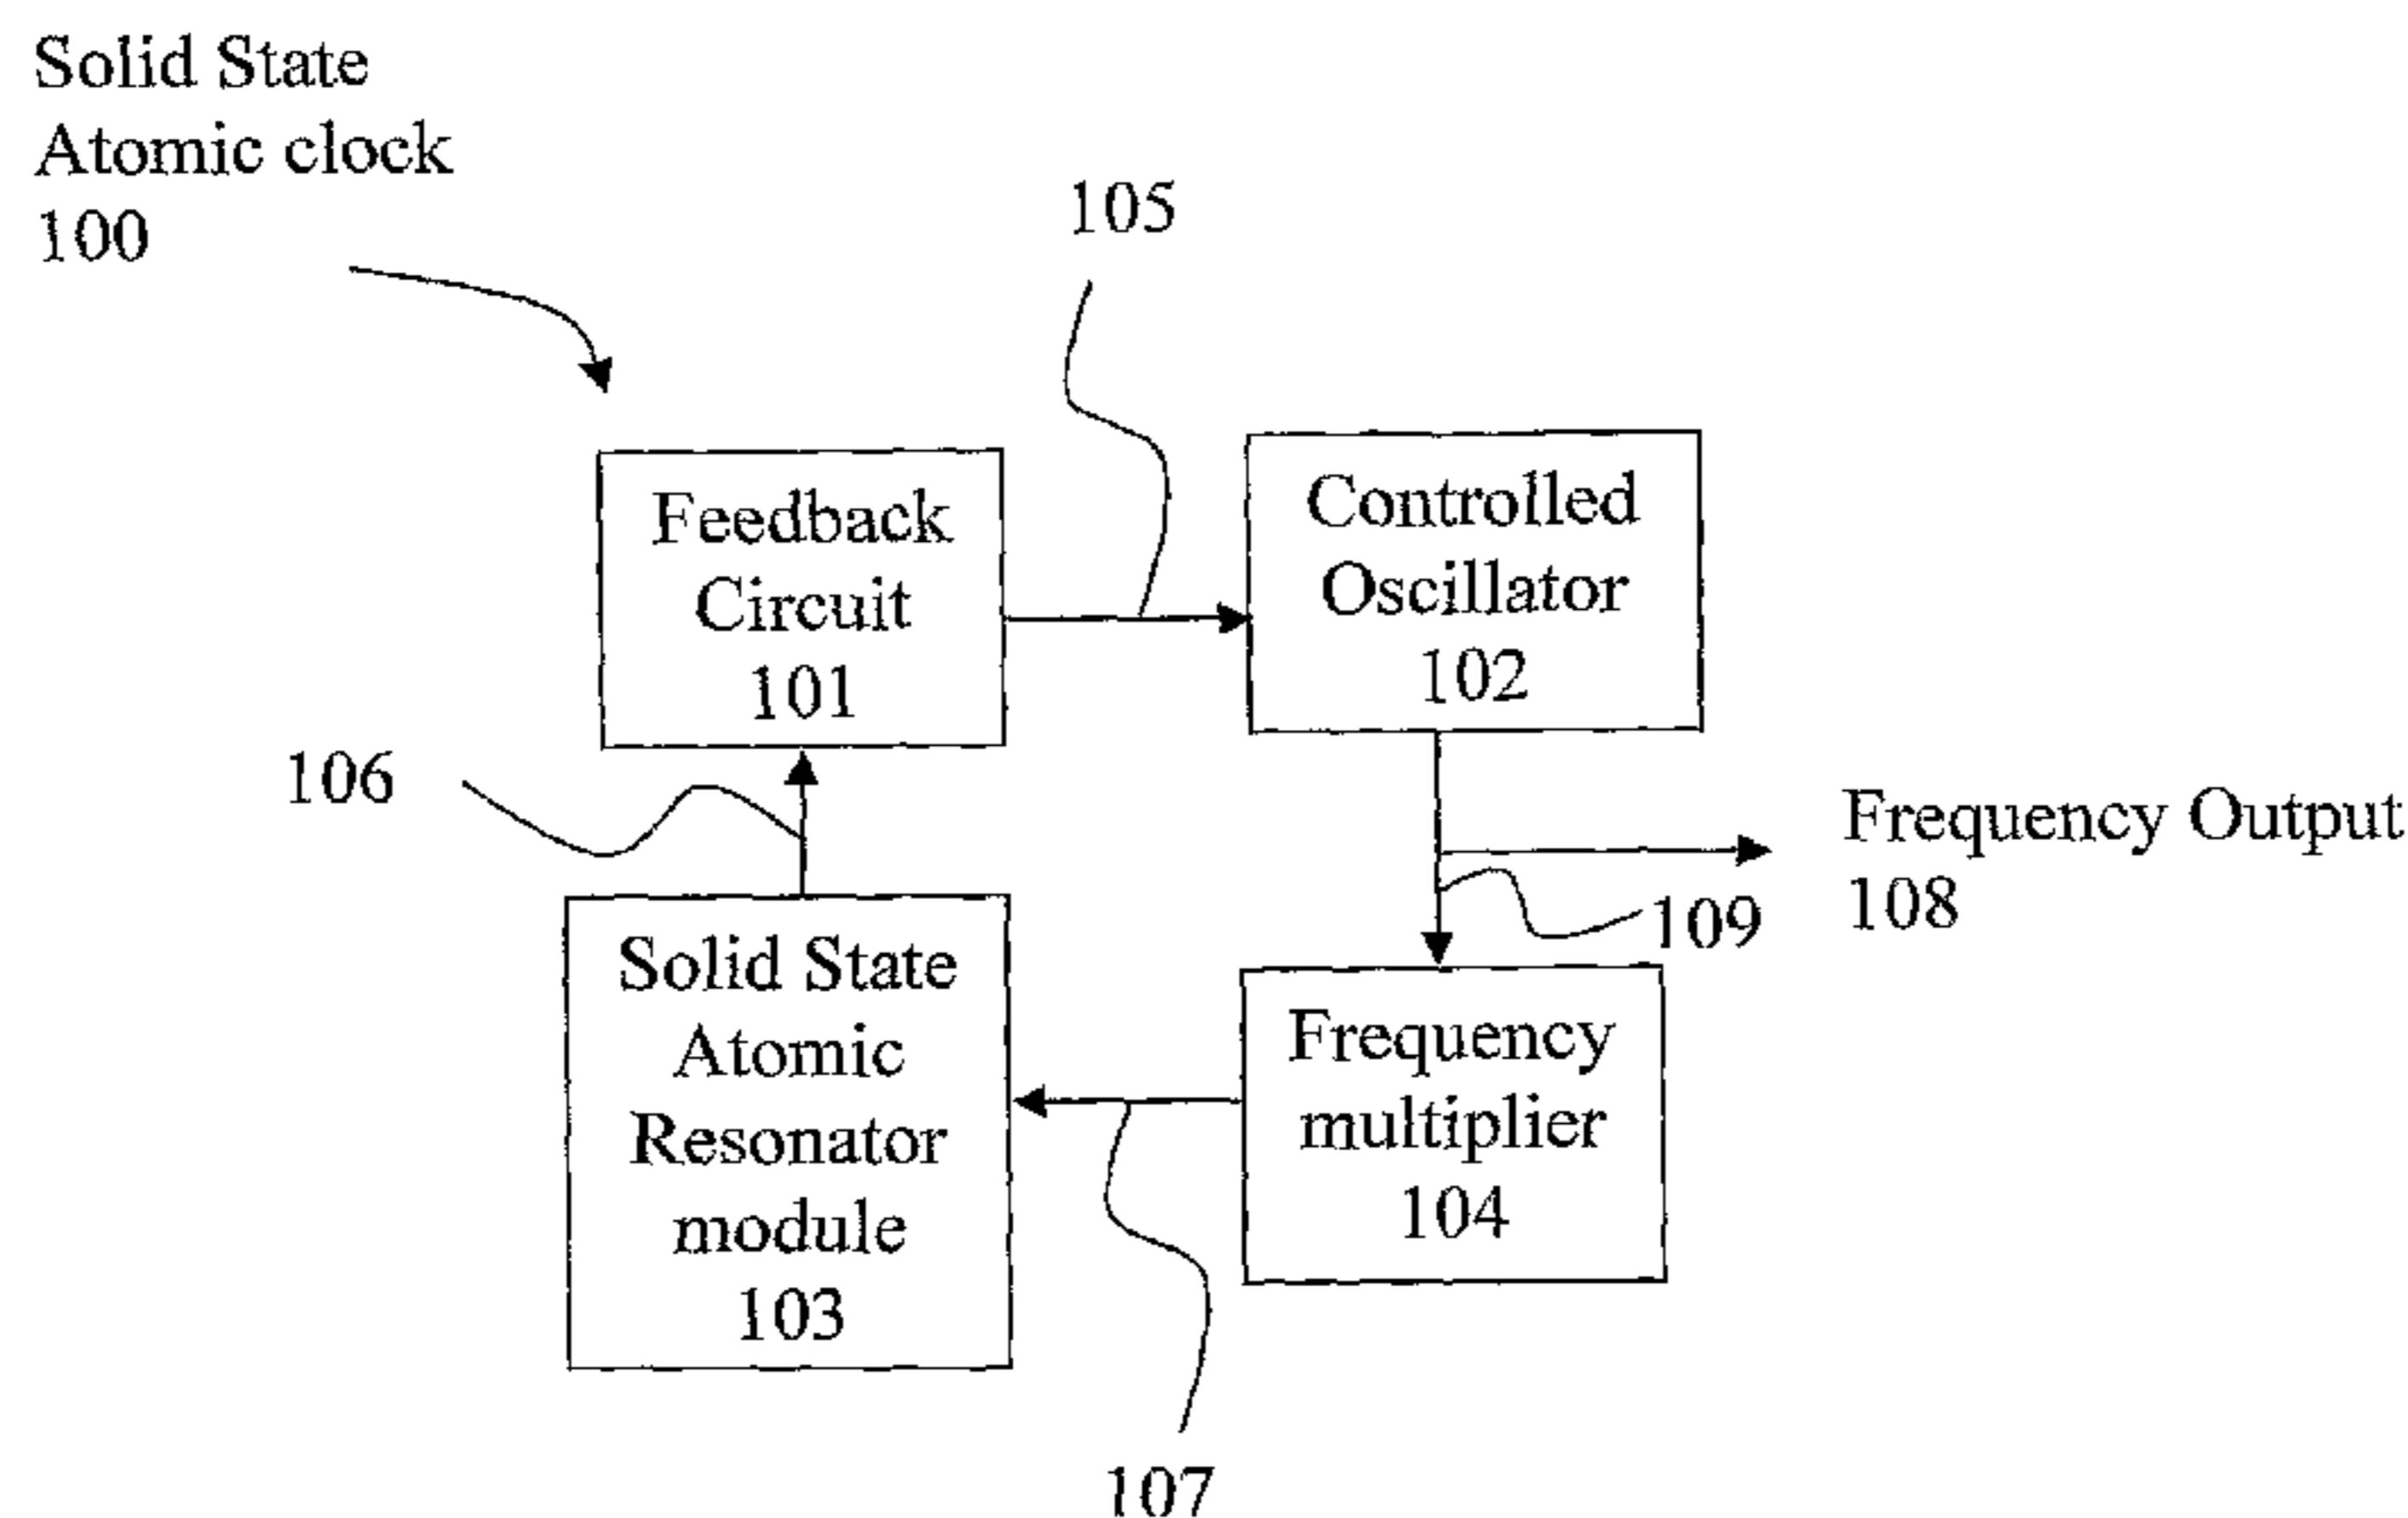 Solid State
Atomic clock
100
105
Feedback
Circuit
101
Controlled
Oscillator
102
106
Frequency Output
108
109
Solid State
Atomic
Resonator
module
103
Frequency
multiplier
104
107